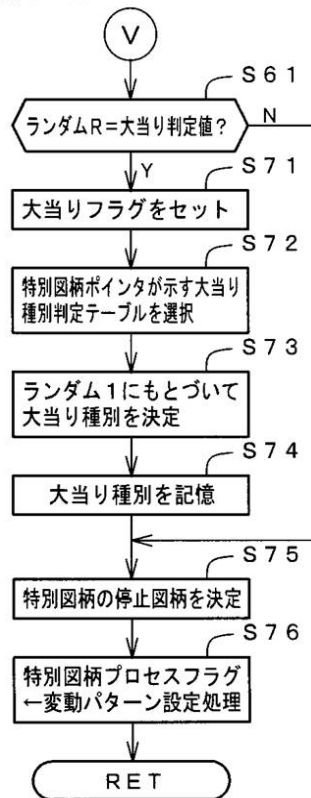 V
S61
ランダムR＝大当り判定値？
N
Y
S71
大当りフラグをセット
S72
特別図柄ポインタが示す大当り
種別判定テーブルを選択
S73
ランダム1にもとづいて
大当り種別を決定
S74
大当り種別を記憶
S75
特別図柄の停止図柄を決定
S76
特別図柄プロセスフラグ
←変動パターン設定処理
RET